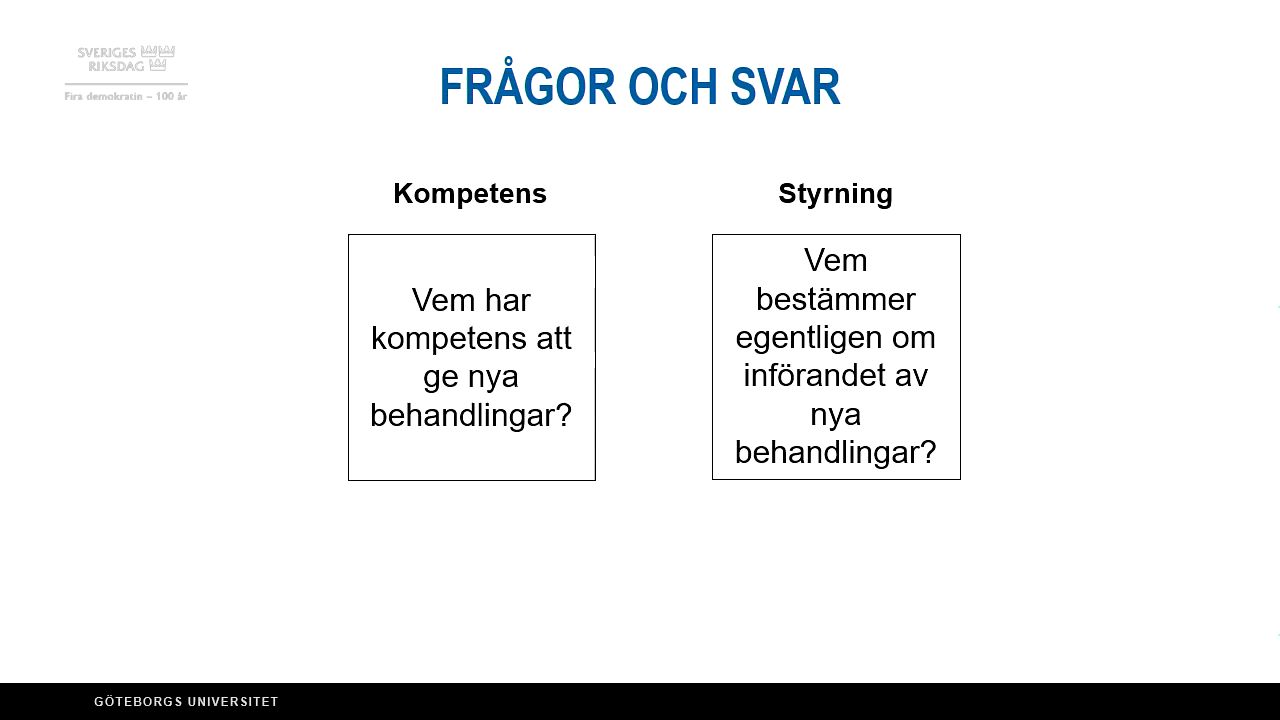 SVERIGES
RIKSDAG
Fira demokratin – 100 år
FRÅGOR OCH SVAR
Kompetens
Vem har
kompetens att
ge nya
behandlingar?
Styrning
Vem
bestämmer
egentligen om
införandet av
nya
behandlingar?
GÖTEBORGS UNIVERSITET